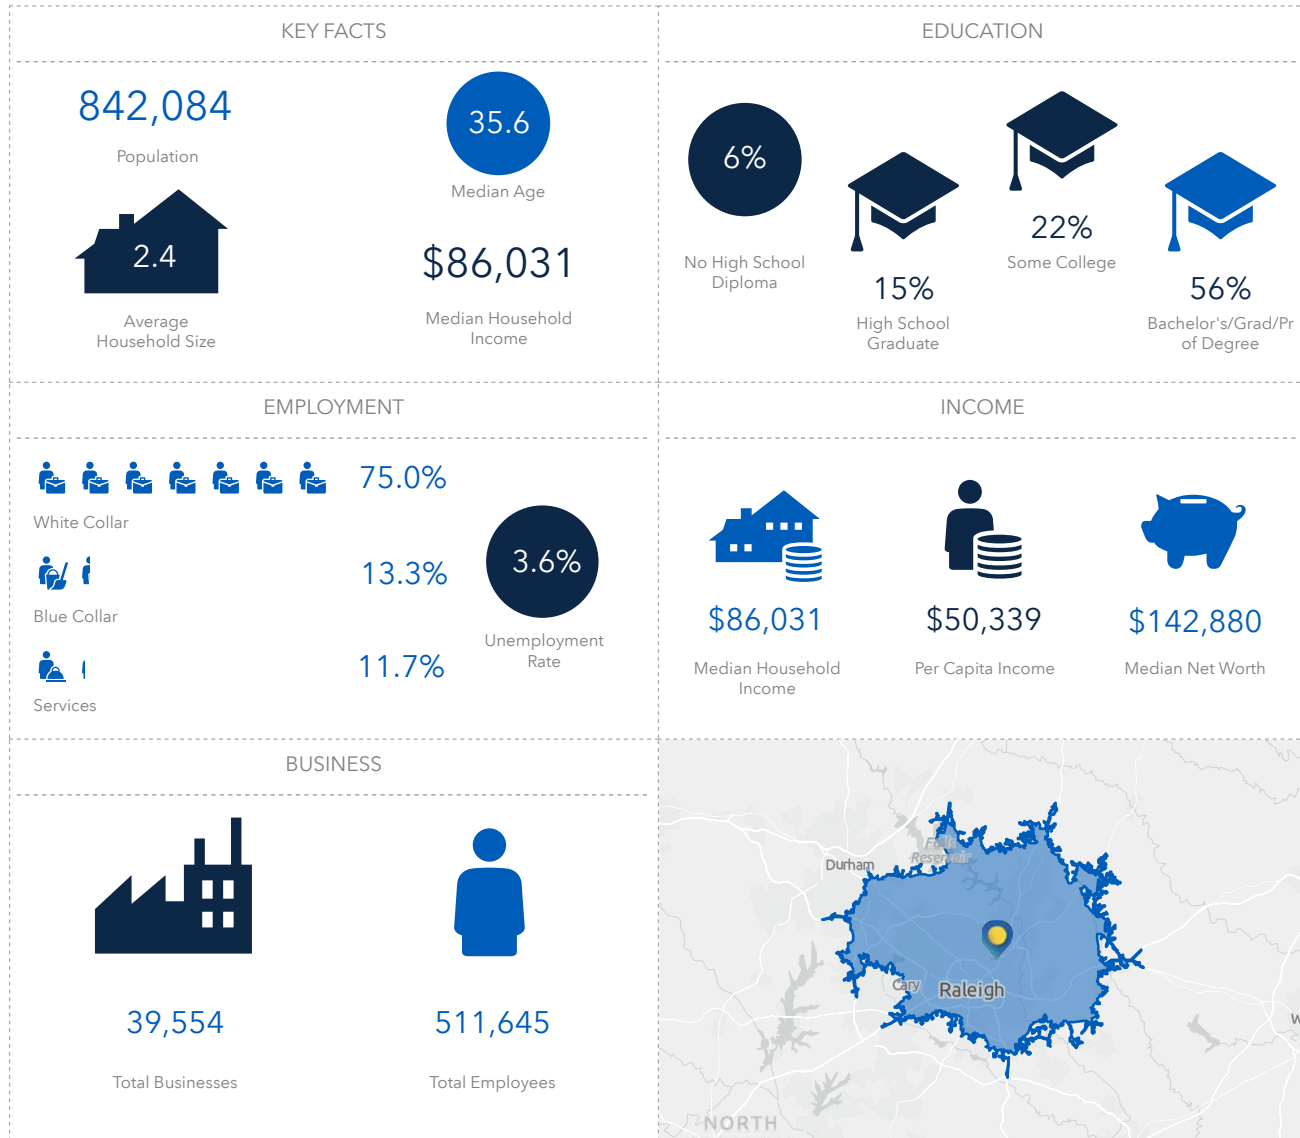 KEY FACTS
842,084
Population
35.6
Median Age
2.4
Average
Household Size
$86,031
Median Household
Income
EDUCATION
6%
No High School
Diploma
15%
High School
Graduate
22%
Some College
56%
Bachelor's/Grad/Pr
of Degree
EMPLOYMENT
75.0%
White Collar
13.3%
Blue Collar
11.7%
Services
3.6%
Unemployment
Rate
INCOME
$86,031
Median Household
Income
$50,339
Per Capita Income
$142,880
Median Net Worth
BUSINESS
39,554
Total Businesses
511,645
Total Employees
Falls
Reservoir
Durham
Cary
Raleigh
NORTH
W